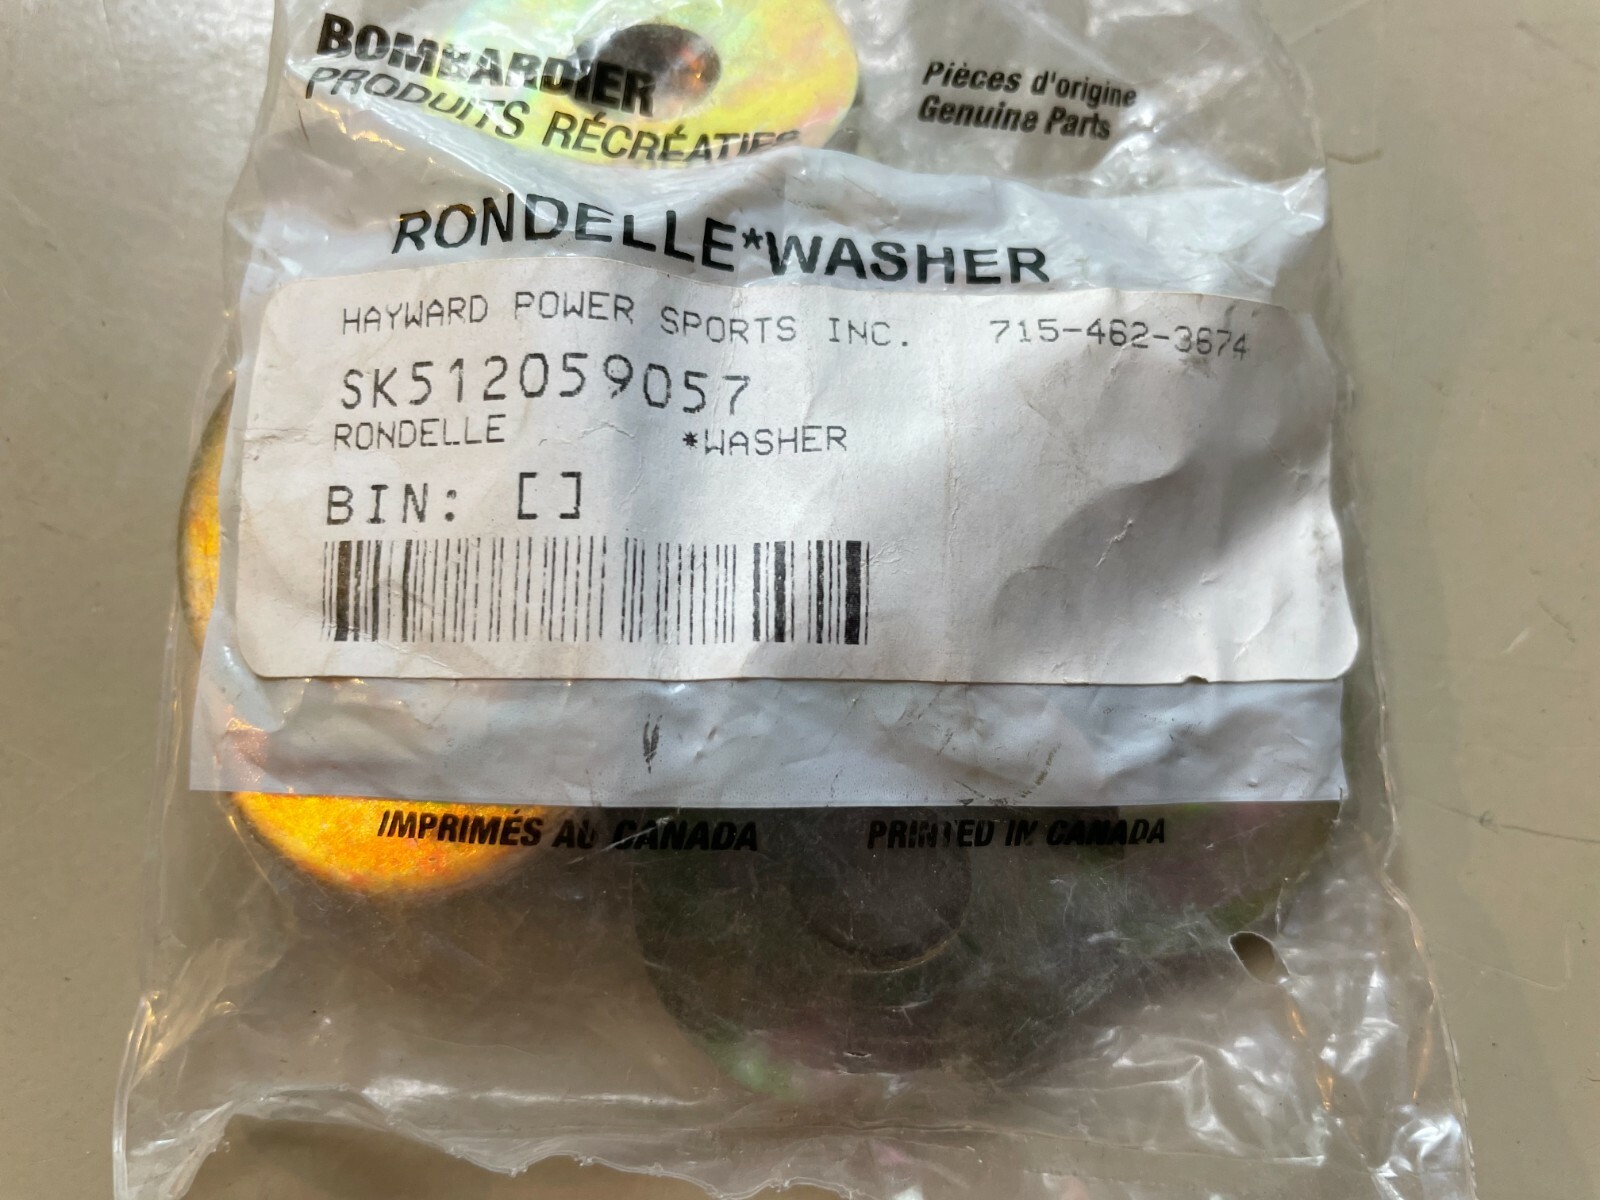 BOMBARDIER
PRODUITS RÉCRÉATIFS
Pièces d'origine
Genuine Parts
RONDELLE*WASHER
HAYWARD POWER SPORTS INC. 715-462-3674
SK512059057
RONDELLE *WASHER
BIN: []
IMPRIMÉS AU CANADA PRINTED IN CANADA